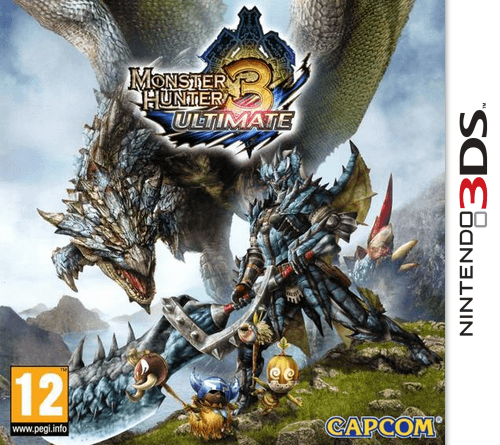 MONSTER
HUNTER
3
ULTIMATE
NINTENDO 3DS
12
www.pegi.info
CAPCOM